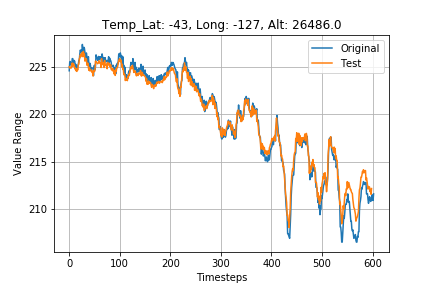 Temp_Lat: -43, Long: -127, Alt: 26486.0
Original
Test
Value Range
225
220
215
210
0 100 200 300 400 500 600
Timesteps